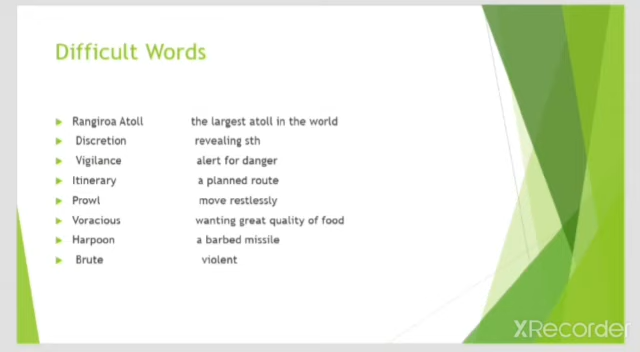 Difficult Words
Rangiroa Atoll the largest atoll in the world
Discretion revealing sth
Vigilance alert for danger
Itinerary a planned route
Prowl move restlessly
Voracious wanting great quality of food
Harpoon a barbed missile
Brute violent
XRecorder